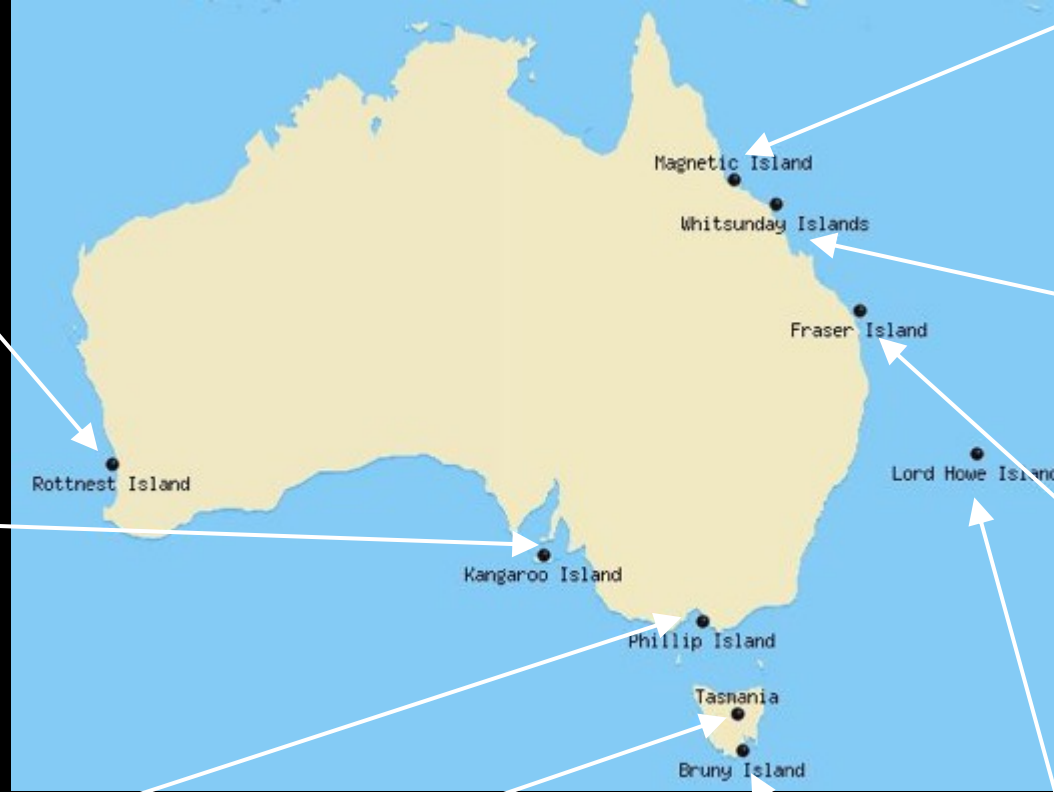 Magnetic Island
Whitsunday Islands
Fraser Island
Lord Howe Island
Rottnest Island
Kangaroo Island
Phillip Island
Tasmania
Bruny Island